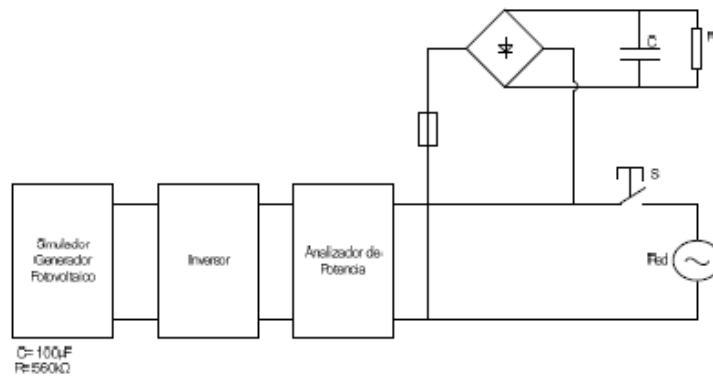 C
R
S
Simulador
Generador
Fotovoltaico
Inversor
Analizador de
Potencia
Red
C= 100µF
R=560kΩ